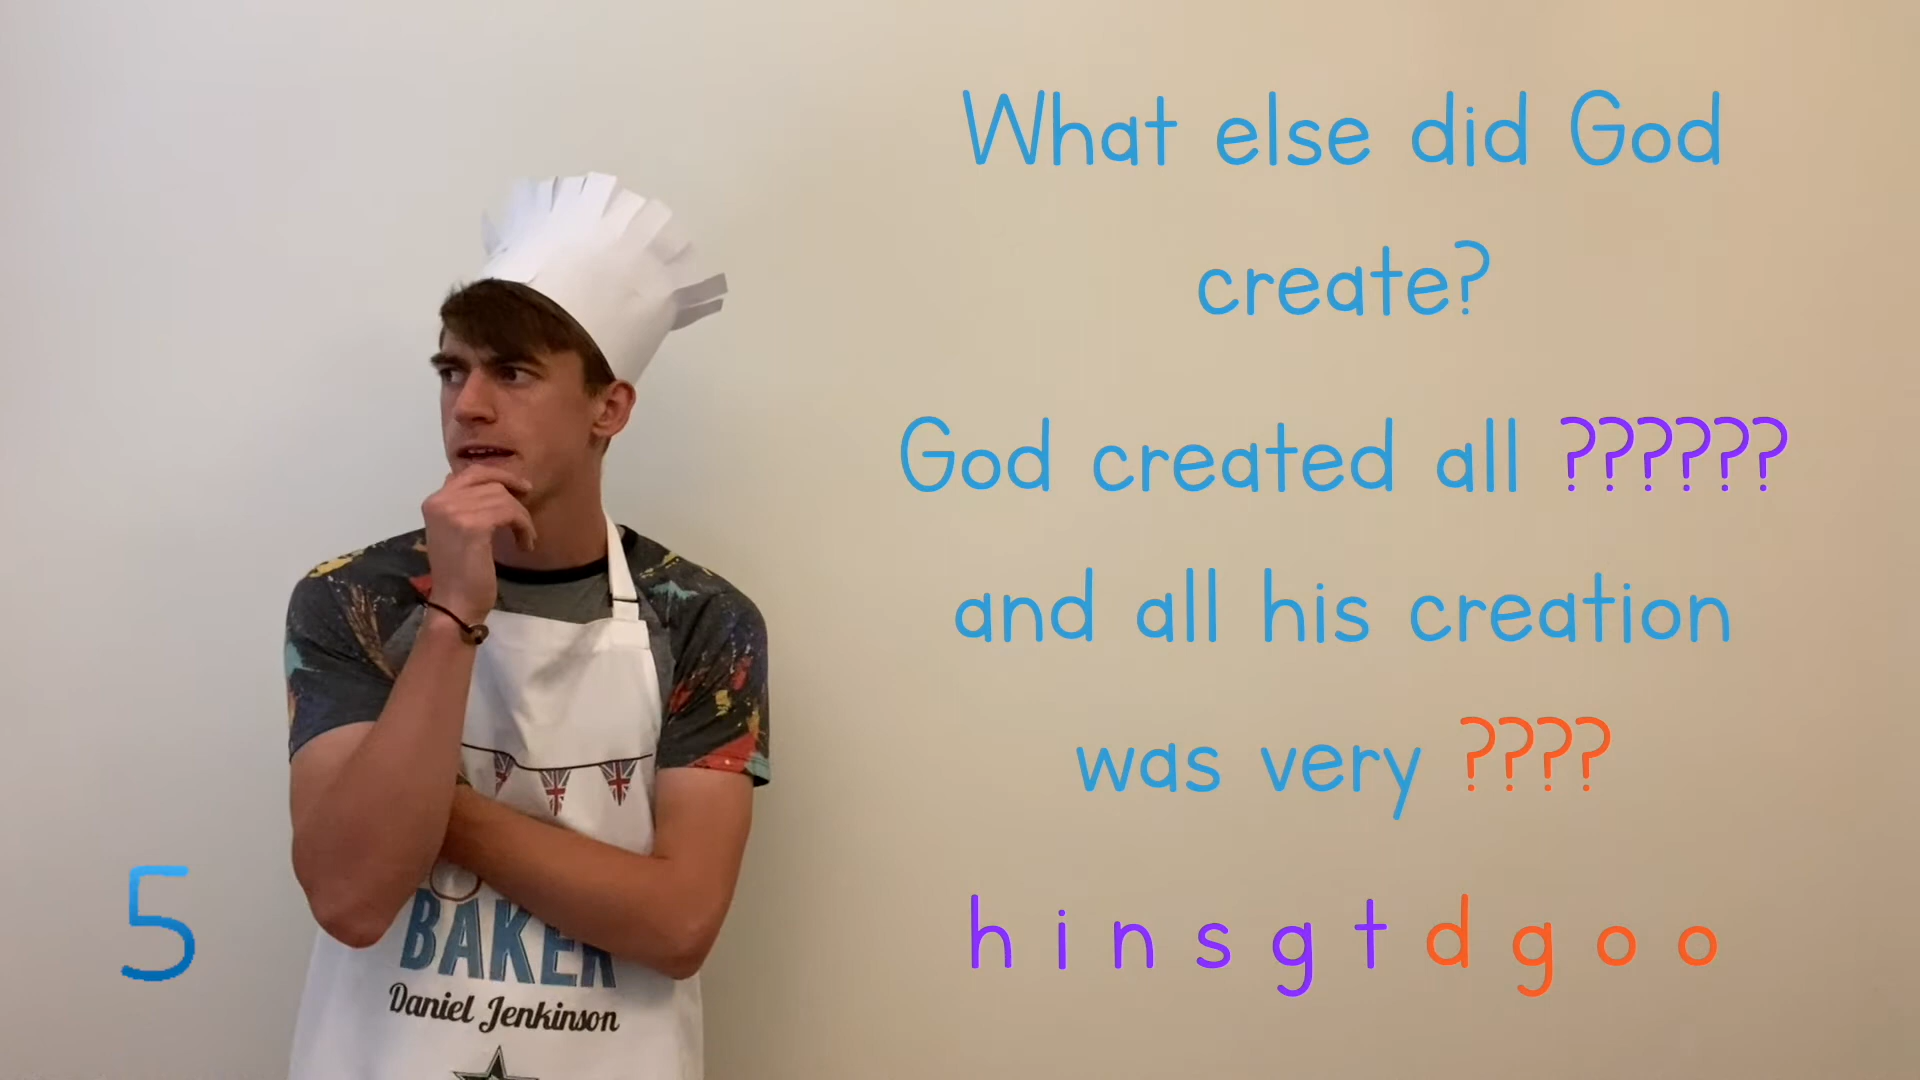 What else did God
create?
God created all ??????
and all his creation
was very ????
h i n s g t d g o o
5
BAKER
Daniel Jenkinson